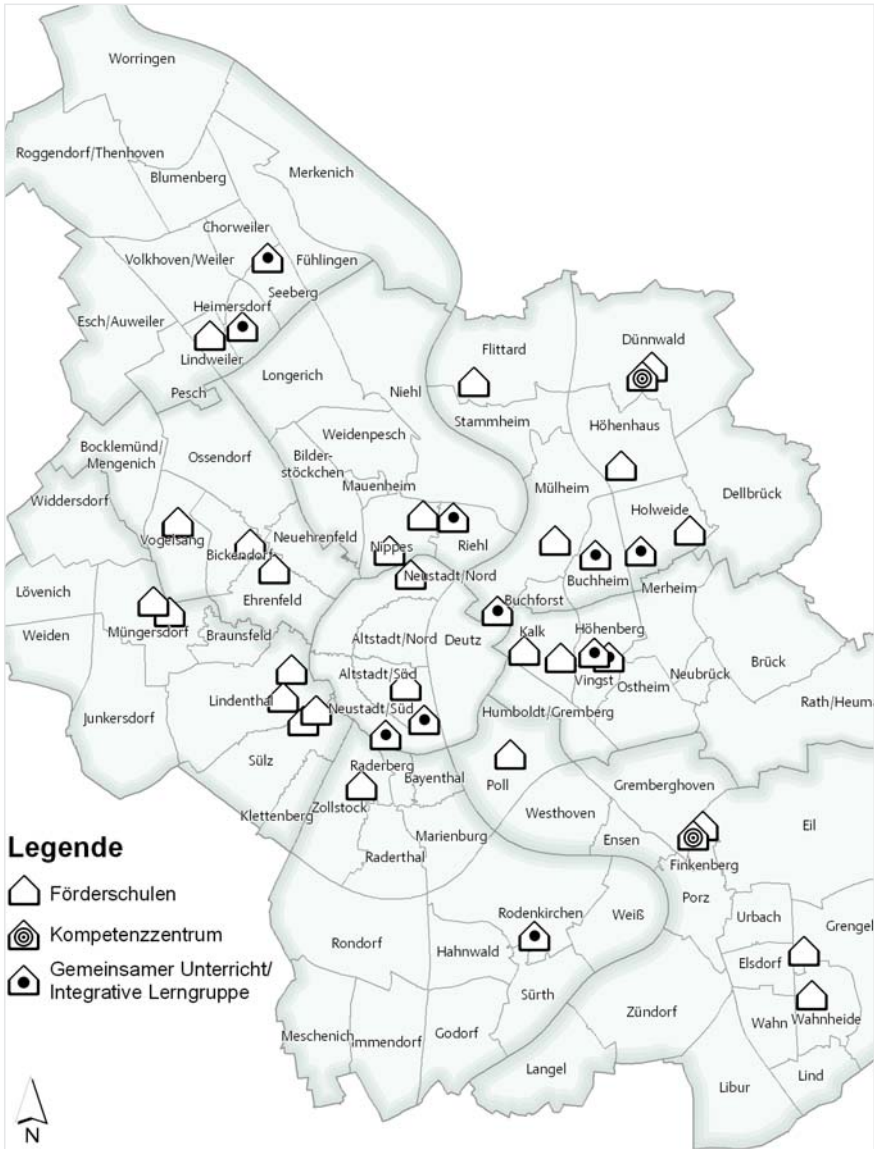 Worringen
Roggendorf/Thenhoven
Blumenberg
Merkenich
Chorweiler
Volkhoven/Weiler
Fühlingen
Seeberg
Heimersdorf
Esch/Auweiler
Lindweiler
Pesch
Longerich
Niehl
Flittard
Dünnwald
Stammheim
Höhenhaus
Weidenpesch
Bocklemünd/
Mengenich
Ossendorf
Bilder-
stöckchen
Mauenheim
Mülheim
Holweide
Dellbrück
Widdersdorf
Vogelsang
Bickendorf
Neuehrenfeld
Nippes
Riehl
Neustadt/Nord
Buchheim
Merheim
Lövenich
Ehrenfeld
Buchforst
Weiden
Müngersdorf
Braunsfeld
Altstadt/Nord
Deutz
Kalk
Höhenberg
Vingst
Ostheim
Neubrück
Brück
Altstadt/Süd
Lindenthal
Neustadt/Süd
Junkersdorf
Humboldt/Gremberg
Rath/Heuma
Sülz
Raderberg
Bayenthal
Poll
Gremberghoven
Klettenberg
Zollstock
Westhoven
Marienburg
Ensen
Eil
Raderthal
Finkenberg
Porz
Legende
Förderschulen
Kompetenzzentrum
Gemeinsamer Unterricht/
Integrative Lerngruppe
Rodenkirchen
Weiß
Urbach
Grengel
Rondorf
Hahnwald
Elsdorf
Sürth
Zündorf
Wahn
Wahnheide
Meschenich
Immendorf
Godorf
Langel
Libur
Lind
N